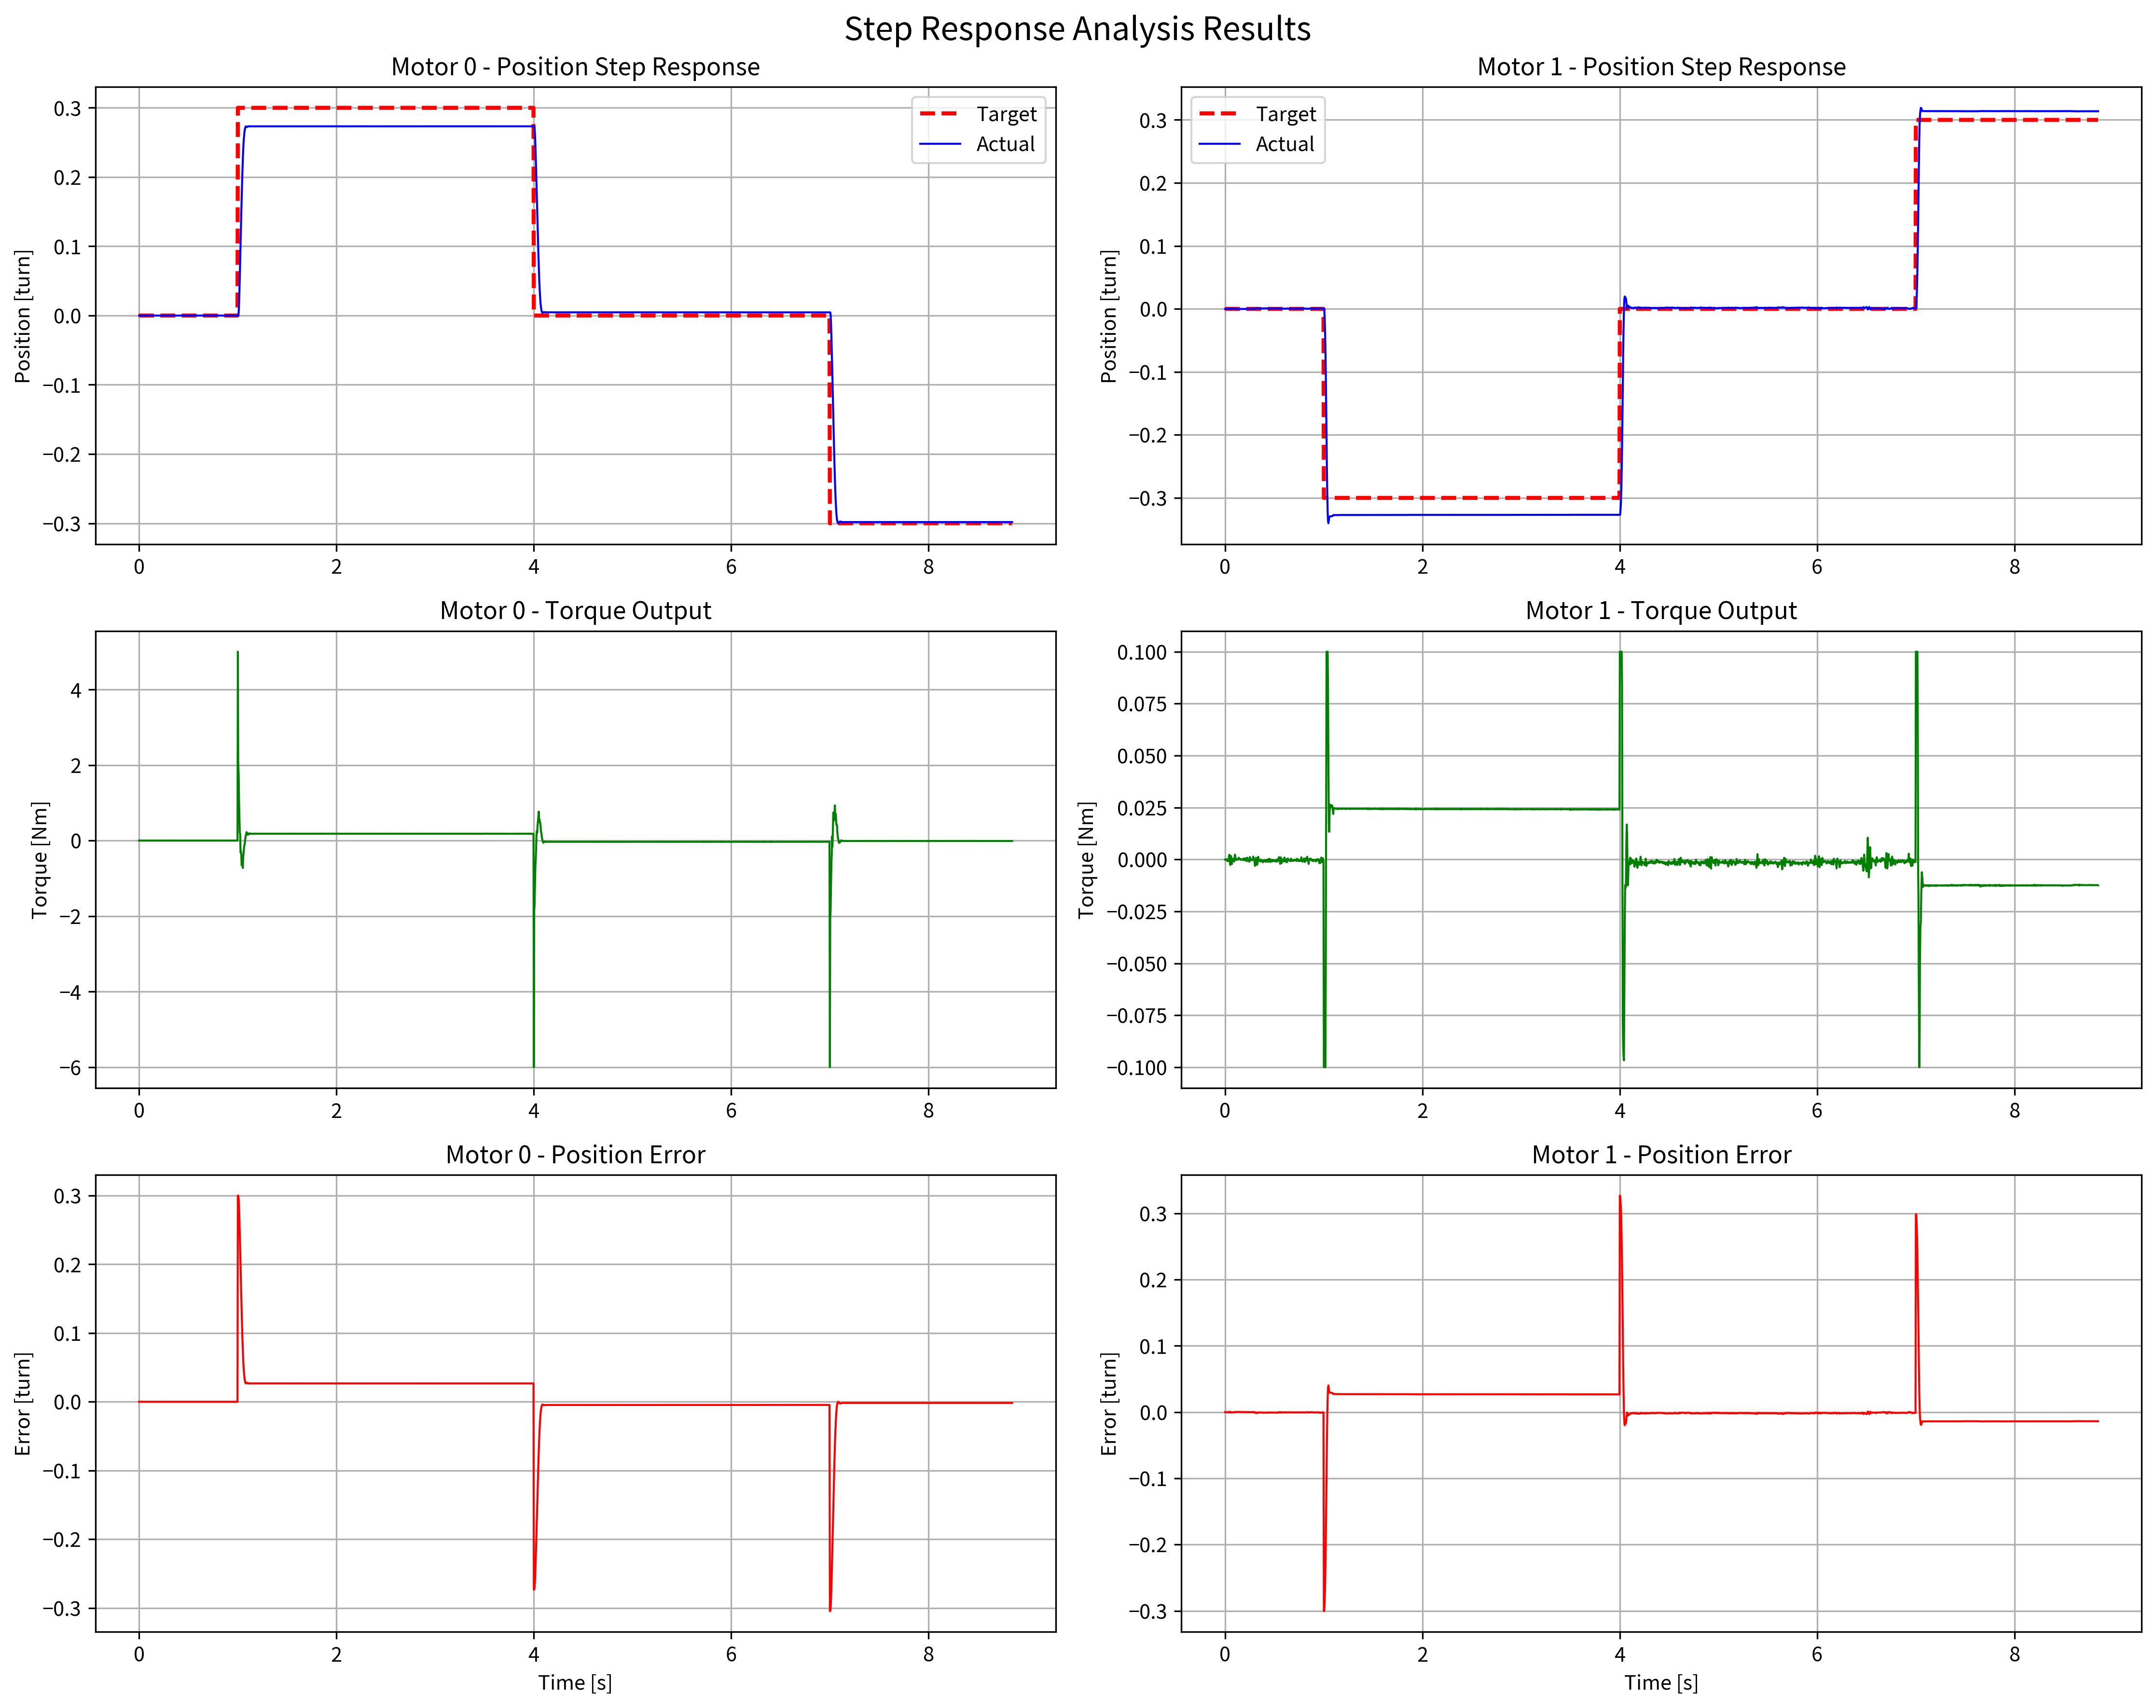 Step Response Analysis Results
Motor 0 - Position Step Response
Position [turn]
0.3
0.2
0.1
0.0
−0.1
−0.2
−0.3
0 2 4 6 8
Target
Actual
Motor 1 - Position Step Response
Position [turn]
0.3
0.2
0.1
0.0
−0.1
−0.2
−0.3
0 2 4 6 8
Target
Actual
Motor 0 - Torque Output
Torque [Nm]
4
2
0
−2
−4
−6
0 2 4 6 8
Motor 1 - Torque Output
Torque [Nm]
0.100
0.075
0.050
0.025
0.000
−0.025
−0.050
−0.075
−0.100
0 2 4 6 8
Motor 0 - Position Error
Error [turn]
0.3
0.2
0.1
0.0
−0.1
−0.2
−0.3
0 2 4 6 8
Time [s]
Motor 1 - Position Error
Error [turn]
0.3
0.2
0.1
0.0
−0.1
−0.2
−0.3
0 2 4 6 8
Time [s]